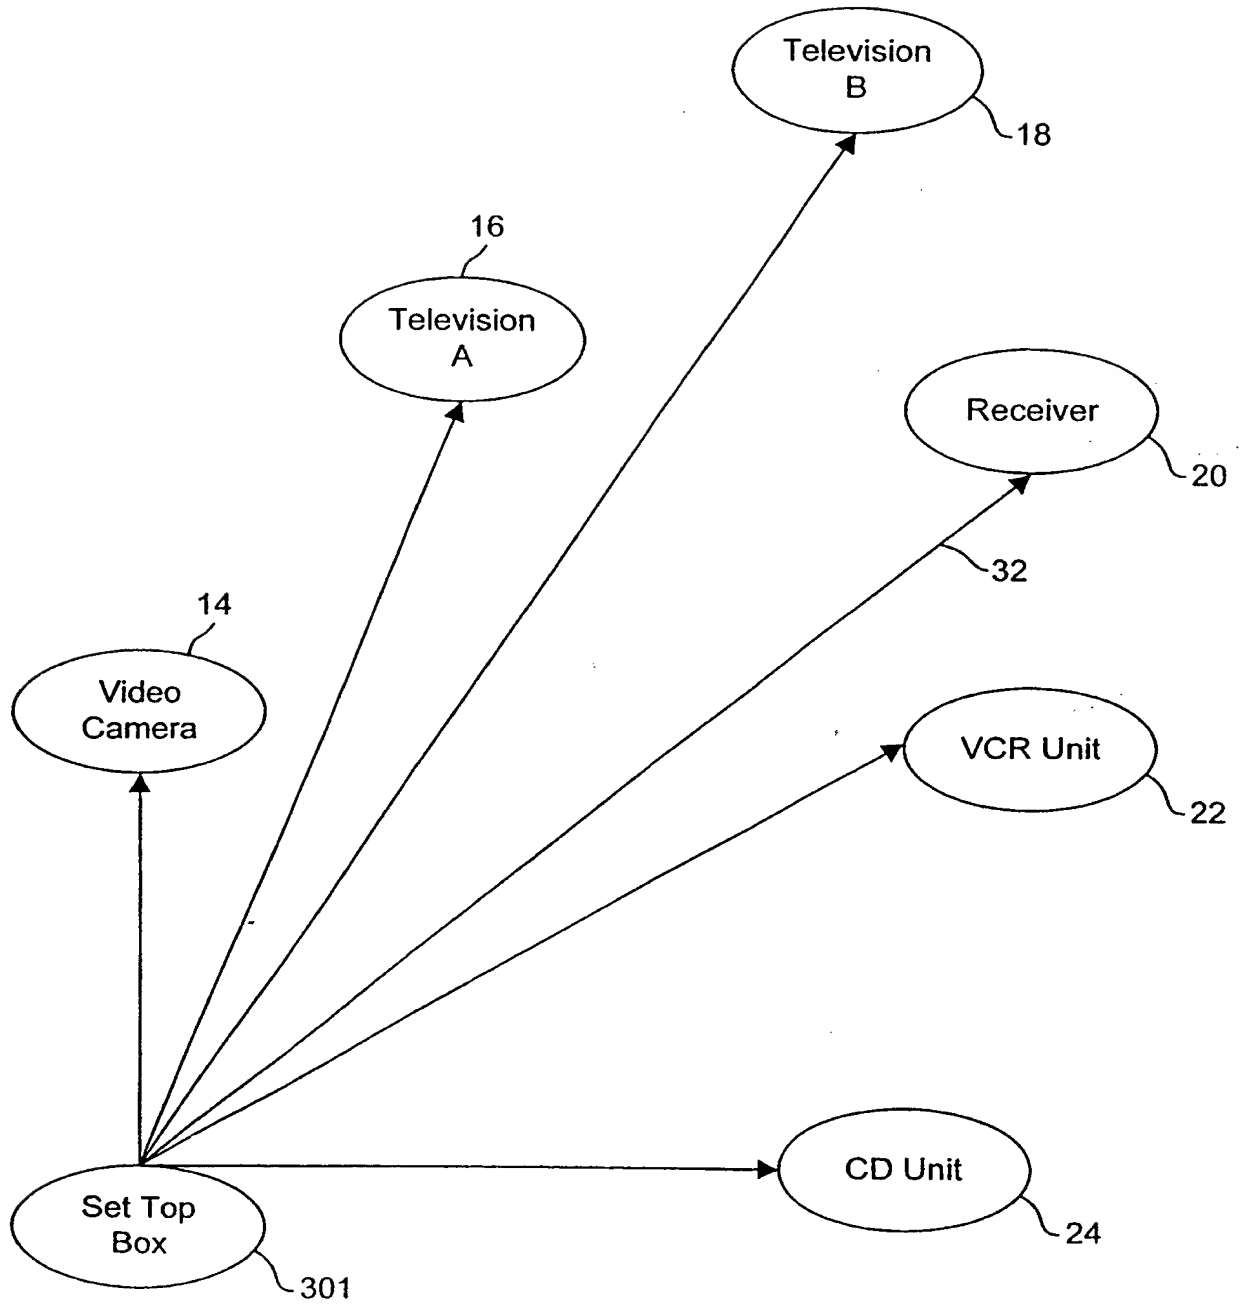 Television
B
18
16
Television
A
Receiver
20
32
14
Video
Camera
VCR Unit
22
CD Unit
24
Set Top
Box
301